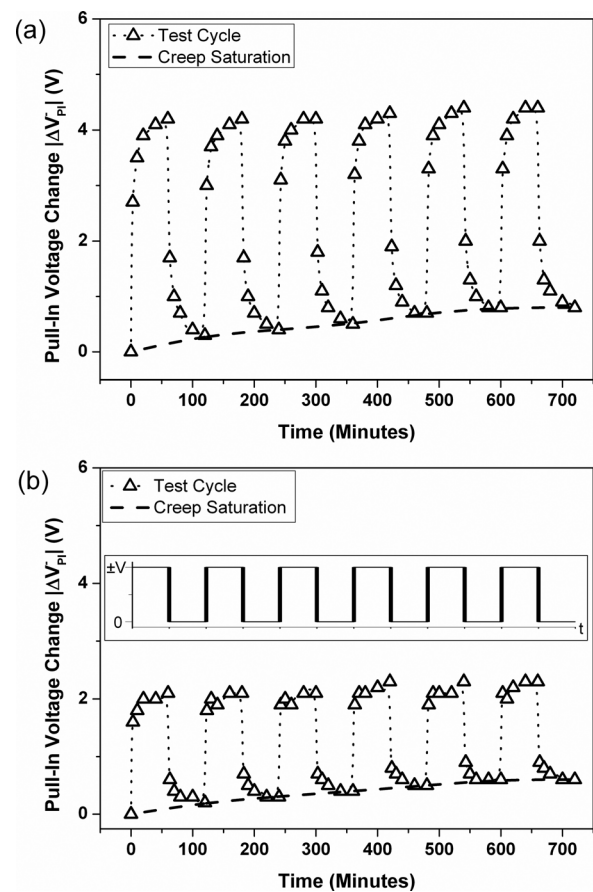 (a)
Pull-In Voltage Change |ΔV_PI| (V)
6
4
2
0
Test Cycle
Creep Saturation
0 100 200 300 400 500 600 700
Time (Minutes)
(b)
Pull-In Voltage Change |ΔV_PI| (V)
6
4
2
0
Test Cycle
Creep Saturation
±V
0
t
0 100 200 300 400 500 600 700
Time (Minutes)